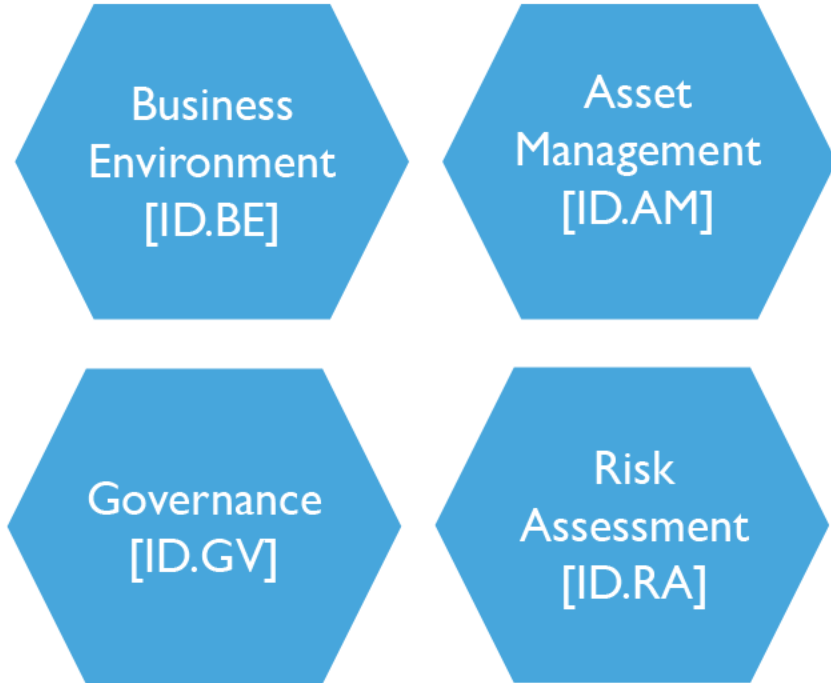 Business
Environment
[ID.BE]
Asset
Management
[ID.AM]
Governance
[ID.GV]
Risk
Assessment
[ID.RA]